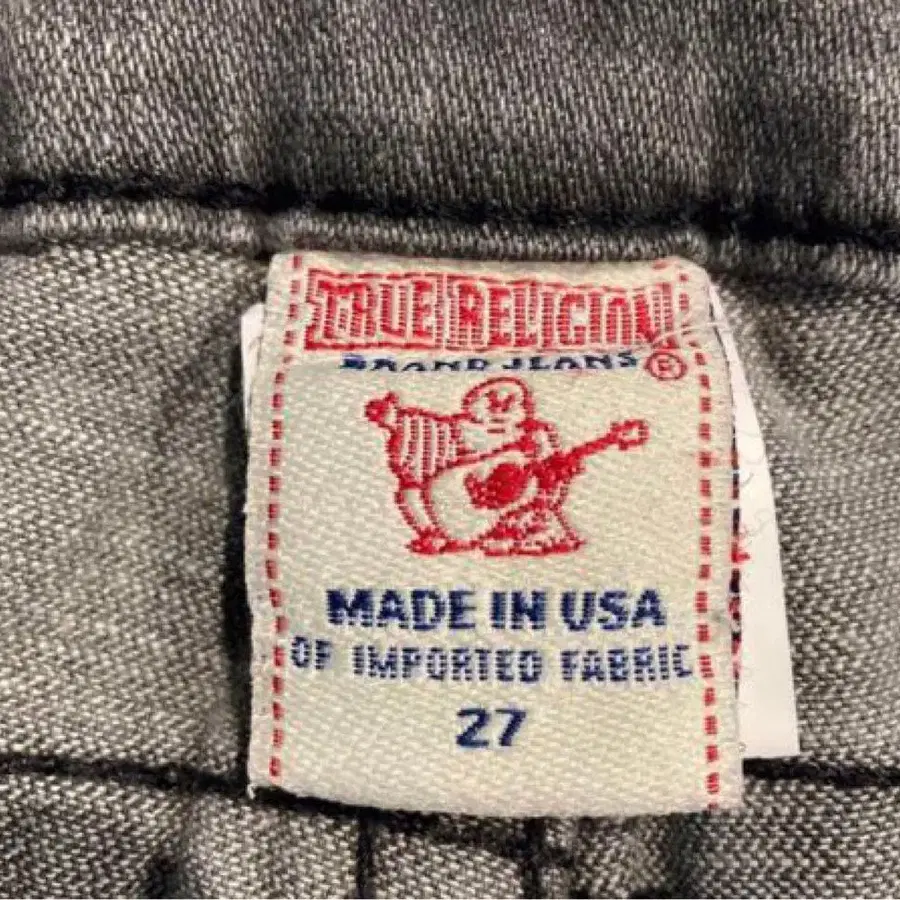 TRUE RELIGION
BRAND JEANS ®
MADE IN USA
OF IMPORTED FABRIC
27